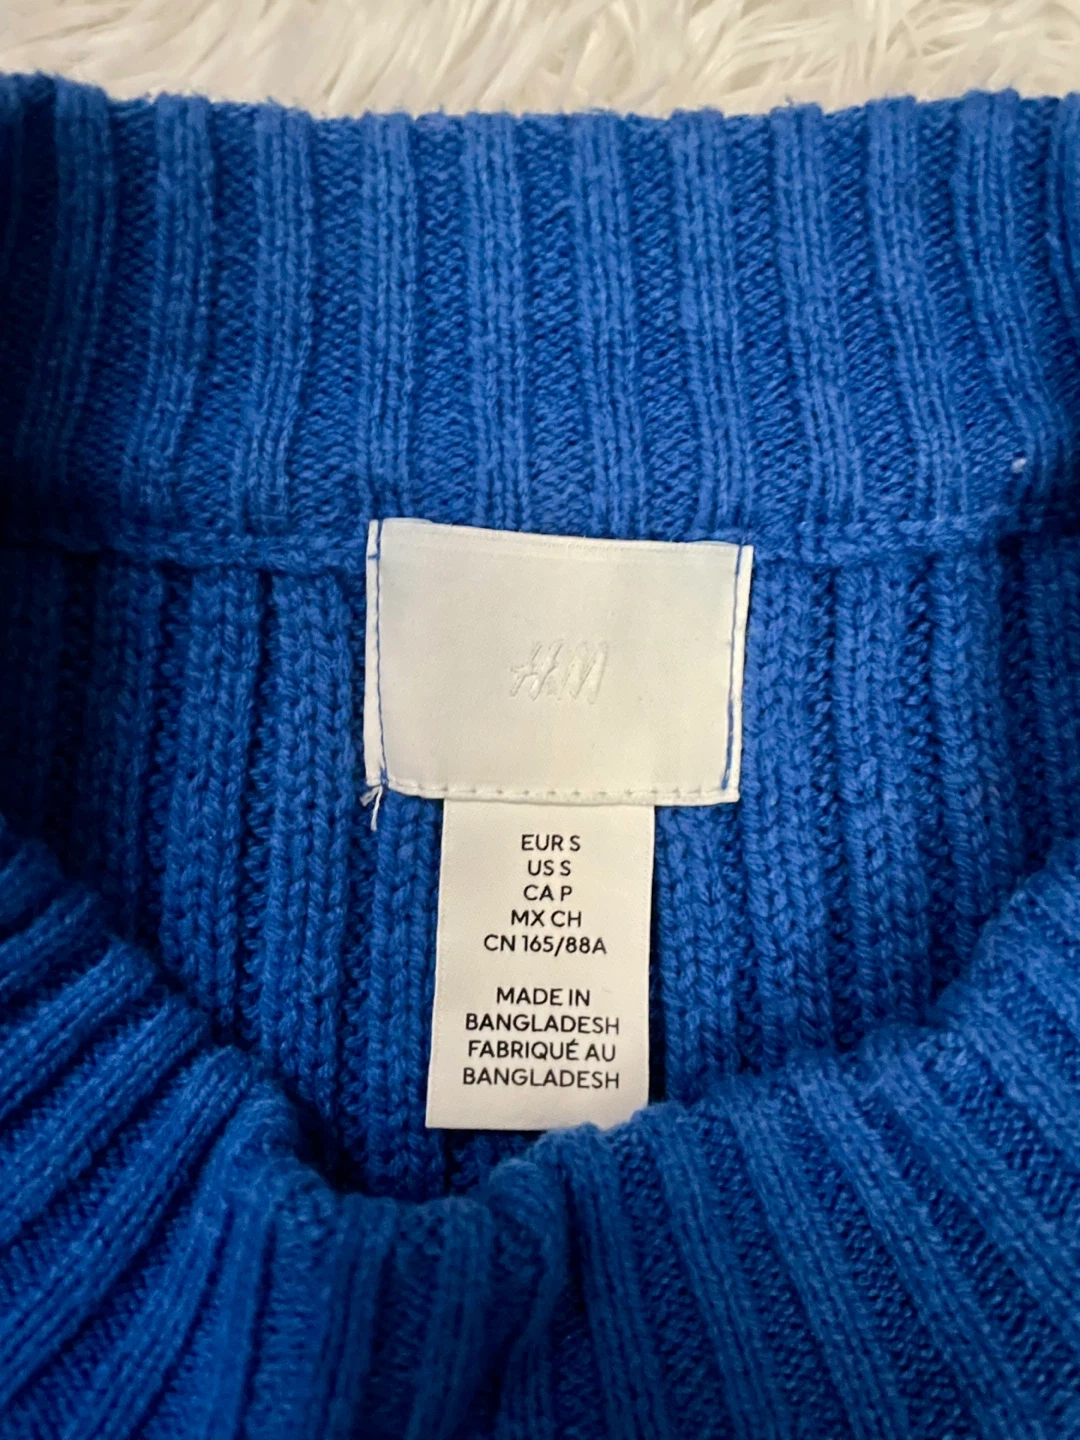 H&M
EUR S
US S
CA P
MX CH
CN 165/88A
MADE IN
BANGLADESH
FABRIQUÉ AU
BANGLADESH